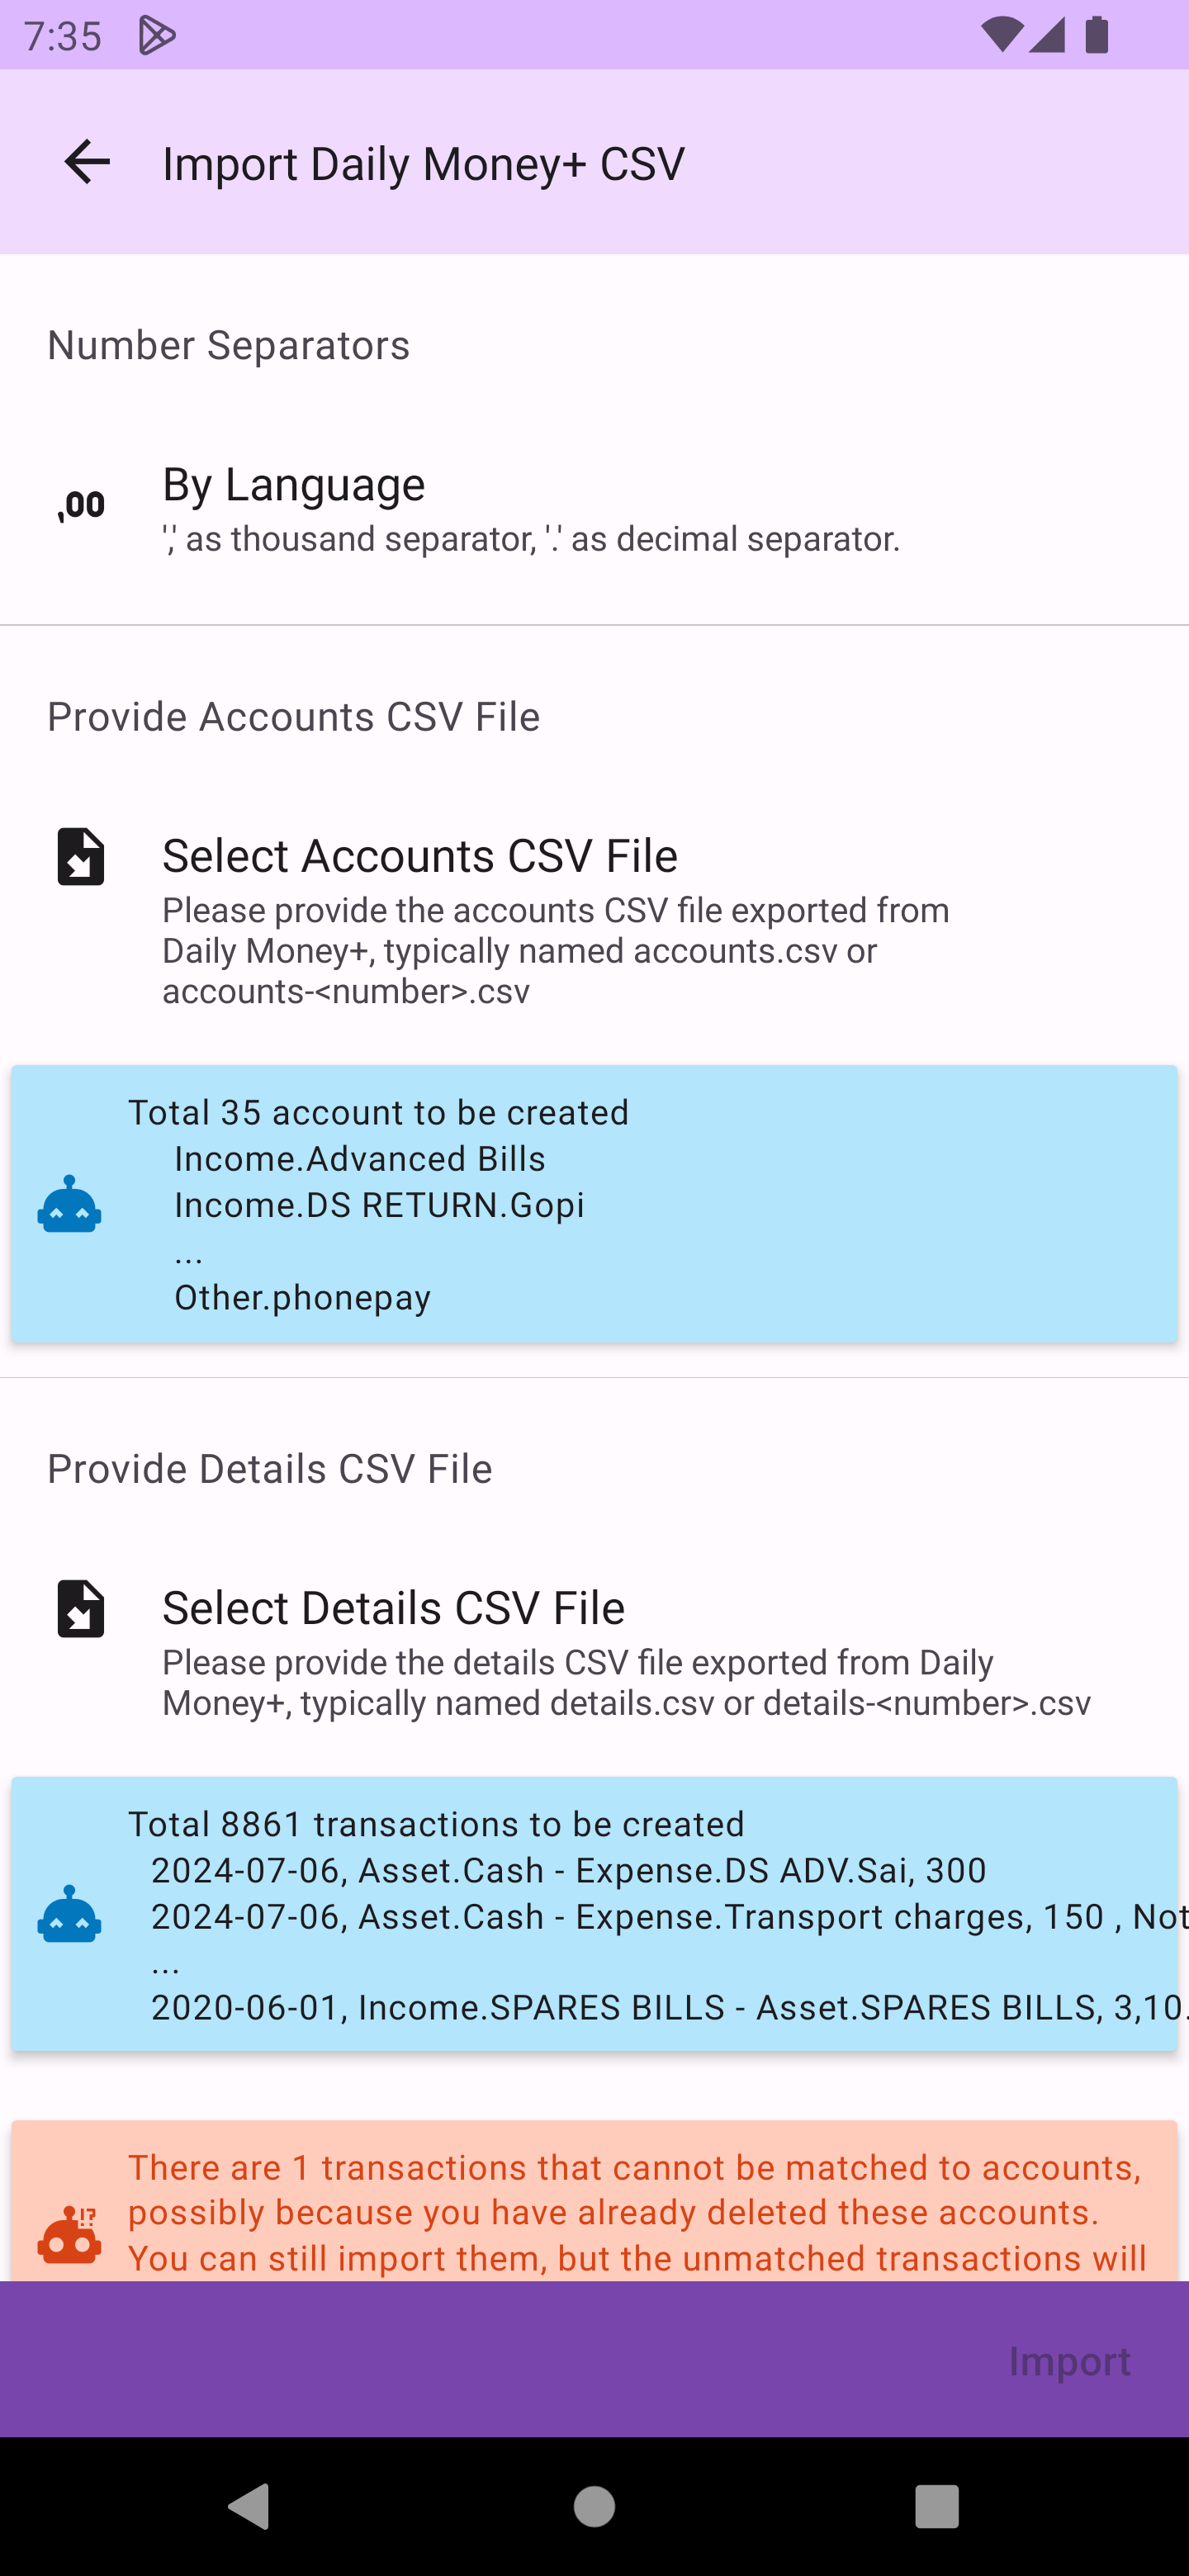 7:35
Import Daily Money+ CSV
Number Separators
,00
By Language
',' as thousand separator, '.' as decimal separator.
Provide Accounts CSV File
Select Accounts CSV File
Please provide the accounts CSV file exported from
Daily Money+, typically named accounts.csv or
accounts-<number>.csv
Total 35 account to be created
Income.Advanced Bills
Income.DS RETURN.Gopi
...
Other.phonepay
Provide Details CSV File
Select Details CSV File
Please provide the details CSV file exported from Daily
Money+, typically named details.csv or details-<number>.csv
Total 8861 transactions to be created
2024-07-06, Asset.Cash - Expense.DS ADV.Sai, 300
2024-07-06, Asset.Cash - Expense.Transport charges, 150 , Not
...
2020-06-01, Income.SPARES BILLS - Asset.SPARES BILLS, 3,10.
!?
There are 1 transactions that cannot be matched to accounts,
possibly because you have already deleted these accounts.
You can still import them, but the unmatched transactions will
Import